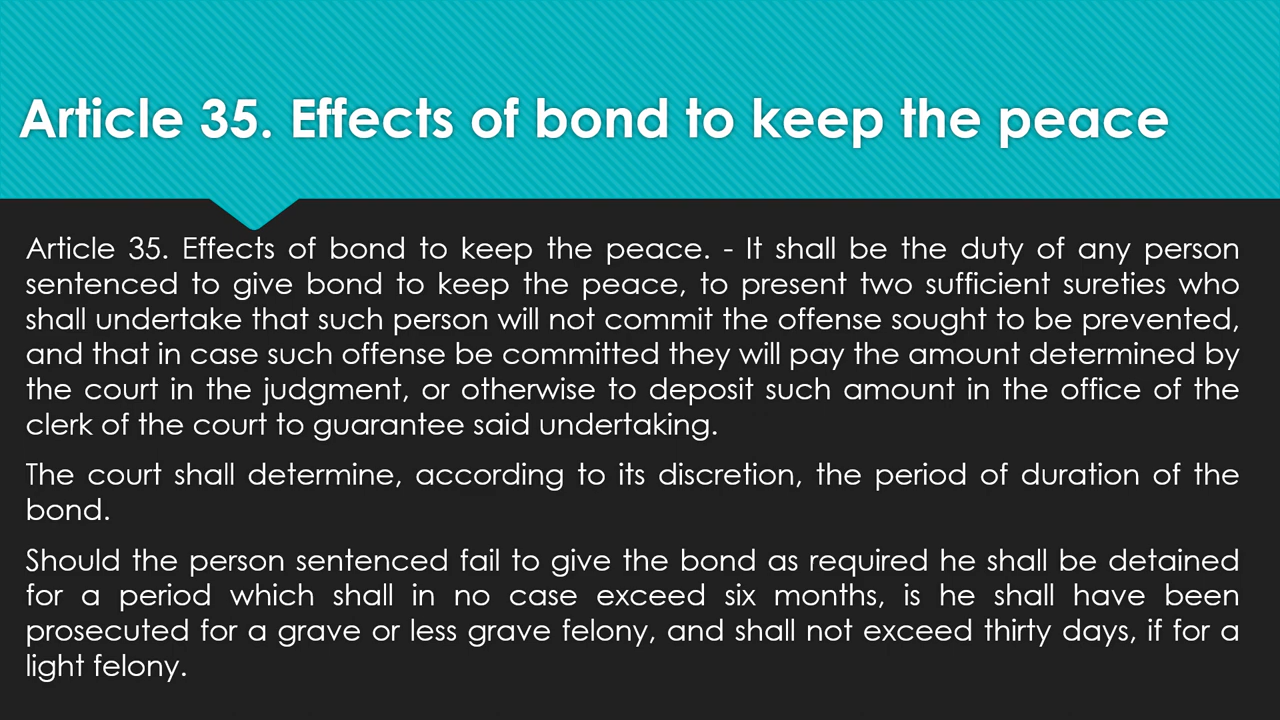 Article 35. Effects of bond to keep the peace
Article 35. Effects of bond to keep the peace. - It shall be the duty of any person
sentenced to give bond to keep the peace, to present two sufficient sureties who
shall undertake that such person will not commit the offense sought to be prevented,
and that in case such offense be committed they will pay the amount determined by
the court in the judgment, or otherwise to deposit such amount in the office of the
clerk of the court to guarantee said undertaking.
The court shall determine, according to its discretion, the period of duration of the
bond.
Should the person sentenced fail to give the bond as required he shall be detained
for a period which shall in no case exceed six months, is he shall have been
prosecuted for a grave or less grave felony, and shall not exceed thirty days, if for a
light felony.